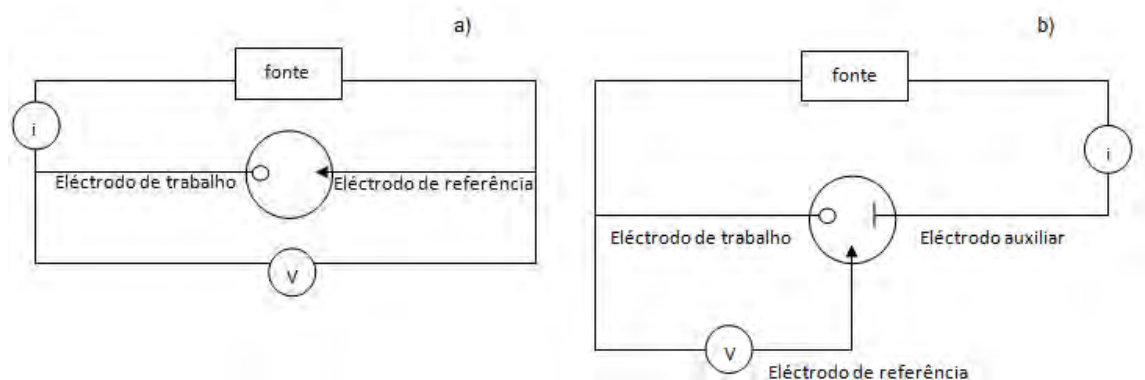 a)
fonte
i
Eléctrodo de trabalho
Eléctrodo de referência
V
b)
fonte
i
Eléctrodo de trabalho
Eléctrodo auxiliar
V
Eléctrodo de referência